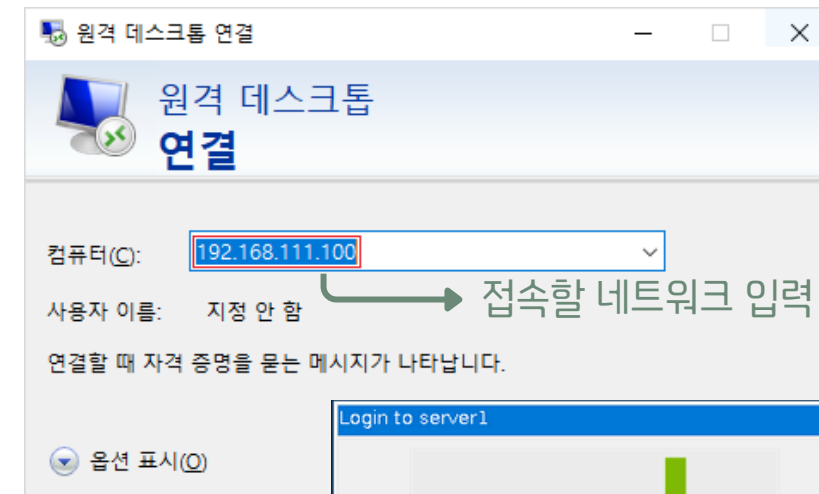 원격 데스크톱 연결
원격 데스크톱
연결
컴퓨터(C):
192.168.111.100
접속할 네트워크 입력
사용자 이름:
지정 안 함
연결할 때 자격 증명을 묻는 메시지가 나타납니다.
Login to server1
옵션 표시(O)